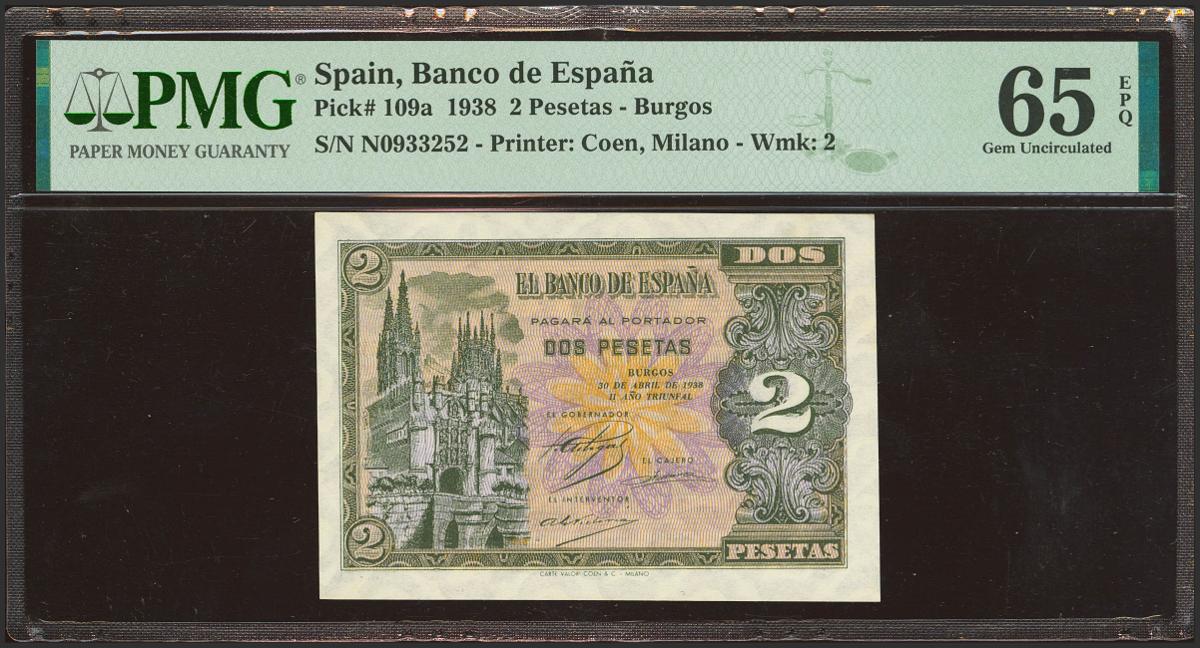 PMG®
PAPER MONEY GUARANTY
Spain, Banco de España
Pick# 109a 1938 2 Pesetas - Burgos
S/N N0933252 - Printer: Coen, Milano - Wmk: 2
65
EPQ
Gem Uncirculated
2
DOS
EL BANCO DE ESPAÑA
PAGARÁ AL PORTADOR
DOS PESETAS
BURGOS
30 DE ABRIL DE 1938
II AÑO TRIUNFAL
2
EL GOBERNADOR
EL CAJERO
EL INTERVENTOR
2
PESETAS
CARTE VALORI COEN & C. - MILANO